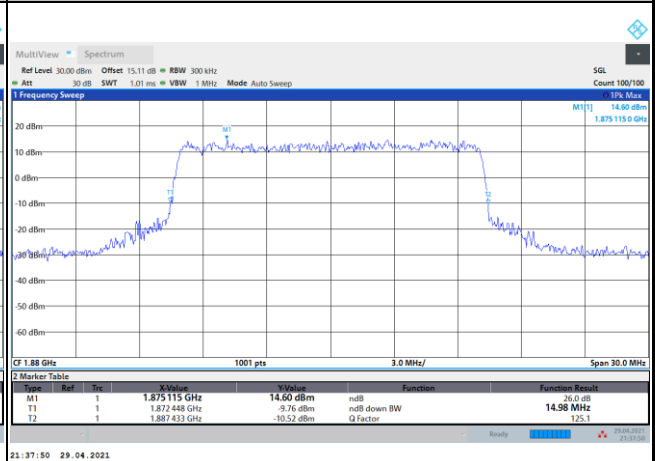 MultiView Spectrum
Ref Level 30.00 dBm Offset 15.11 dB RBW 300 kHz SGL
Att 30 dB SWT 1.01 ms VBW 1 MHz Mode Auto Sweep Count 100/100
1 Frequency Sweep 1Pk Max
M1[1] 14.60 dBm
1.875 115 0 GHz
M1
20 dBm
10 dBm
0 dBm
T1
T2
-10 dBm
-20 dBm
-30 dBm
-40 dBm
-50 dBm
-60 dBm
CF 1.88 GHz 1001 pts 3.0 MHz/ Span 30.0 MHz
2 Marker Table
Type Ref Trc X-Value Y-Value Function Function Result
M1 1 1.875 115 GHz 14.60 dBm ndB 26.0 dB
T1 1 1.872 448 GHz -9.76 dBm ndB down BW 14.98 MHz
T2 1 1.887 433 GHz -10.52 dBm Q Factor 125.1
Ready 29.04.2021
21:37:50
21:37:50 29.04.2021